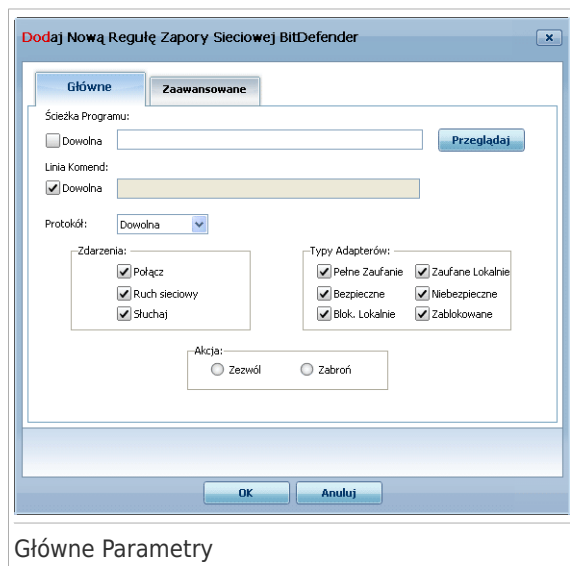 Dodaj Nową Regułę Zapory Sieciowej BitDefender
Główne
Zaawansowane
Ścieżka Programu:
Dowolna
Przeglądaj
Linia Komend:
Dowolna
Protokół: Dowolna
Zdarzenia:
Połącz
Ruch sieciowy
Słuchaj
Typy Adapterów:
Pełne Zaufanie Zaufane Lokalnie
Bezpieczne Niebezpieczne
Blok. Lokalnie Zablokowane
Akcja:
Zezwól Zabroń
OK Anuluj
Główne Parametry